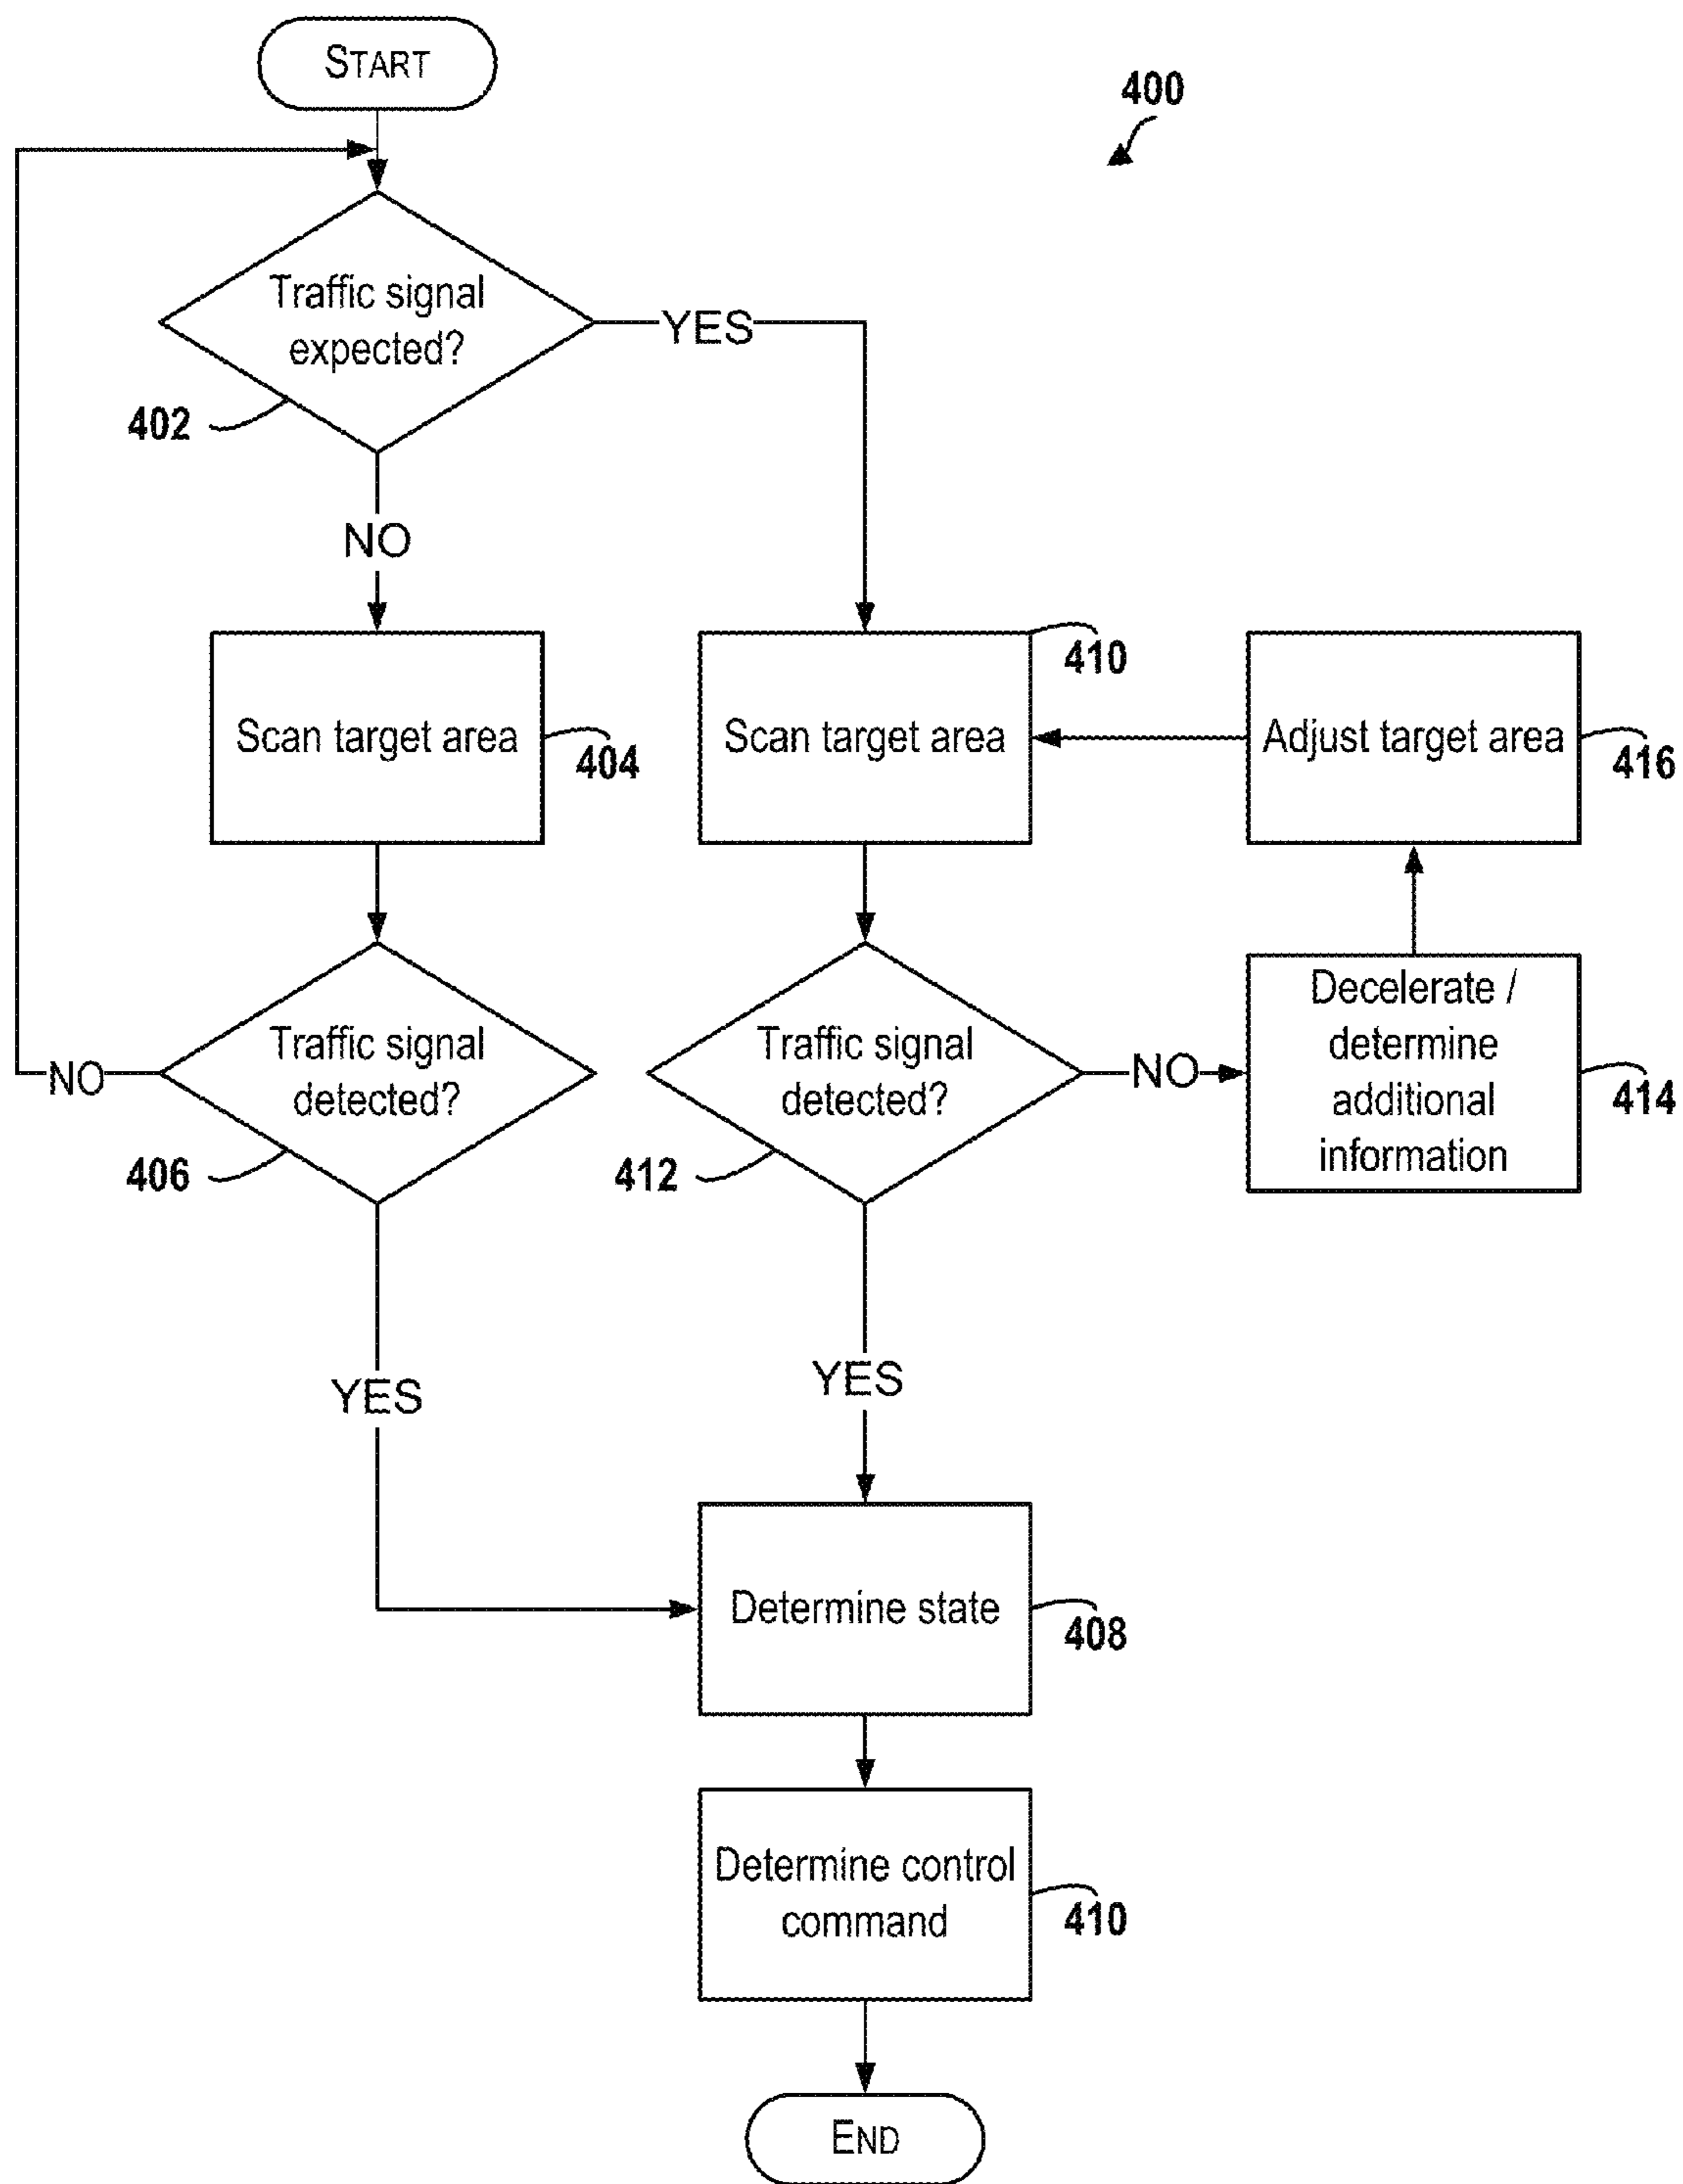 START
400
Traffic signal
expected?
YES
402
NO
410
Scan target area
404
Scan target area
Adjust target area
416
Traffic signal
detected?
NO
406
Traffic signal
detected?
NO
412
Decelerate /
determine
additional
information
414
YES
YES
Determine state
408
Determine control
command
410
END